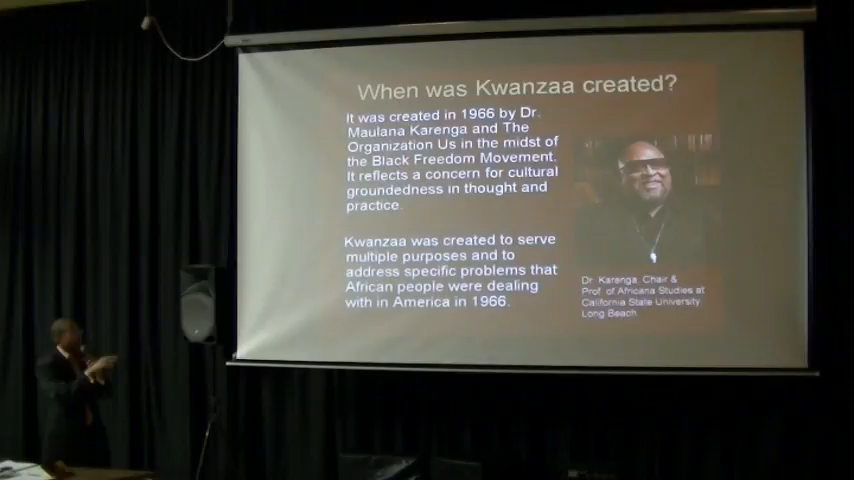 When was Kwanzaa created?
It was created in 1966 by Dr.
Maulana Karenga and The
Organization Us in the midst of
the Black Freedom Movement.
It reflects a concern for cultural
groundedness in thought and
practice.
Kwanzaa was created to serve
multiple purposes and to
address specific problems that
African people were dealing
with in America in 1966.
Dr. Karenga, Chair &
Prof. of Africana Studies at
California State University
Long Beach